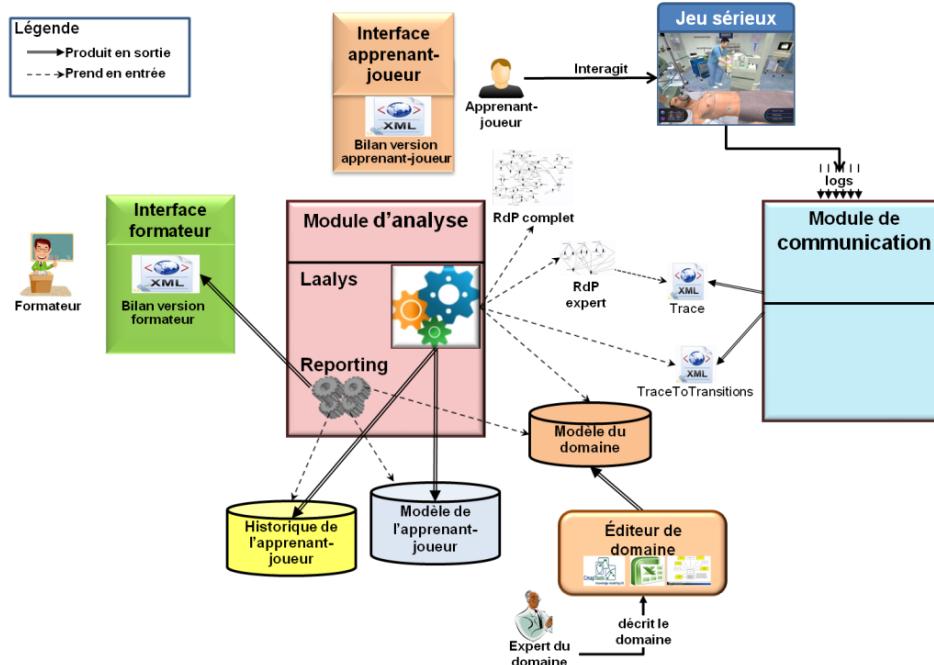 Légende
Produit en sortie
Prend en entrée
Interface
apprenant-
joueur
XML
Bilan version
apprenant-joueur
Apprenant-
joueur
Interagit
Jeu sérieux
logs
Module de
communication
RdP complet
RdP
expert
XML
Trace
XML
TraceToTransitions
Module d'analyse
Laalys
Reporting
Interface
formateur
XML
Bilan version
formateur
Formateur
Modèle du
domaine
Historique de
l'apprenant-
joueur
Modèle de
l'apprenant-
joueur
Éditeur de
domaine
décrit le
domaine
Expert du
domaine